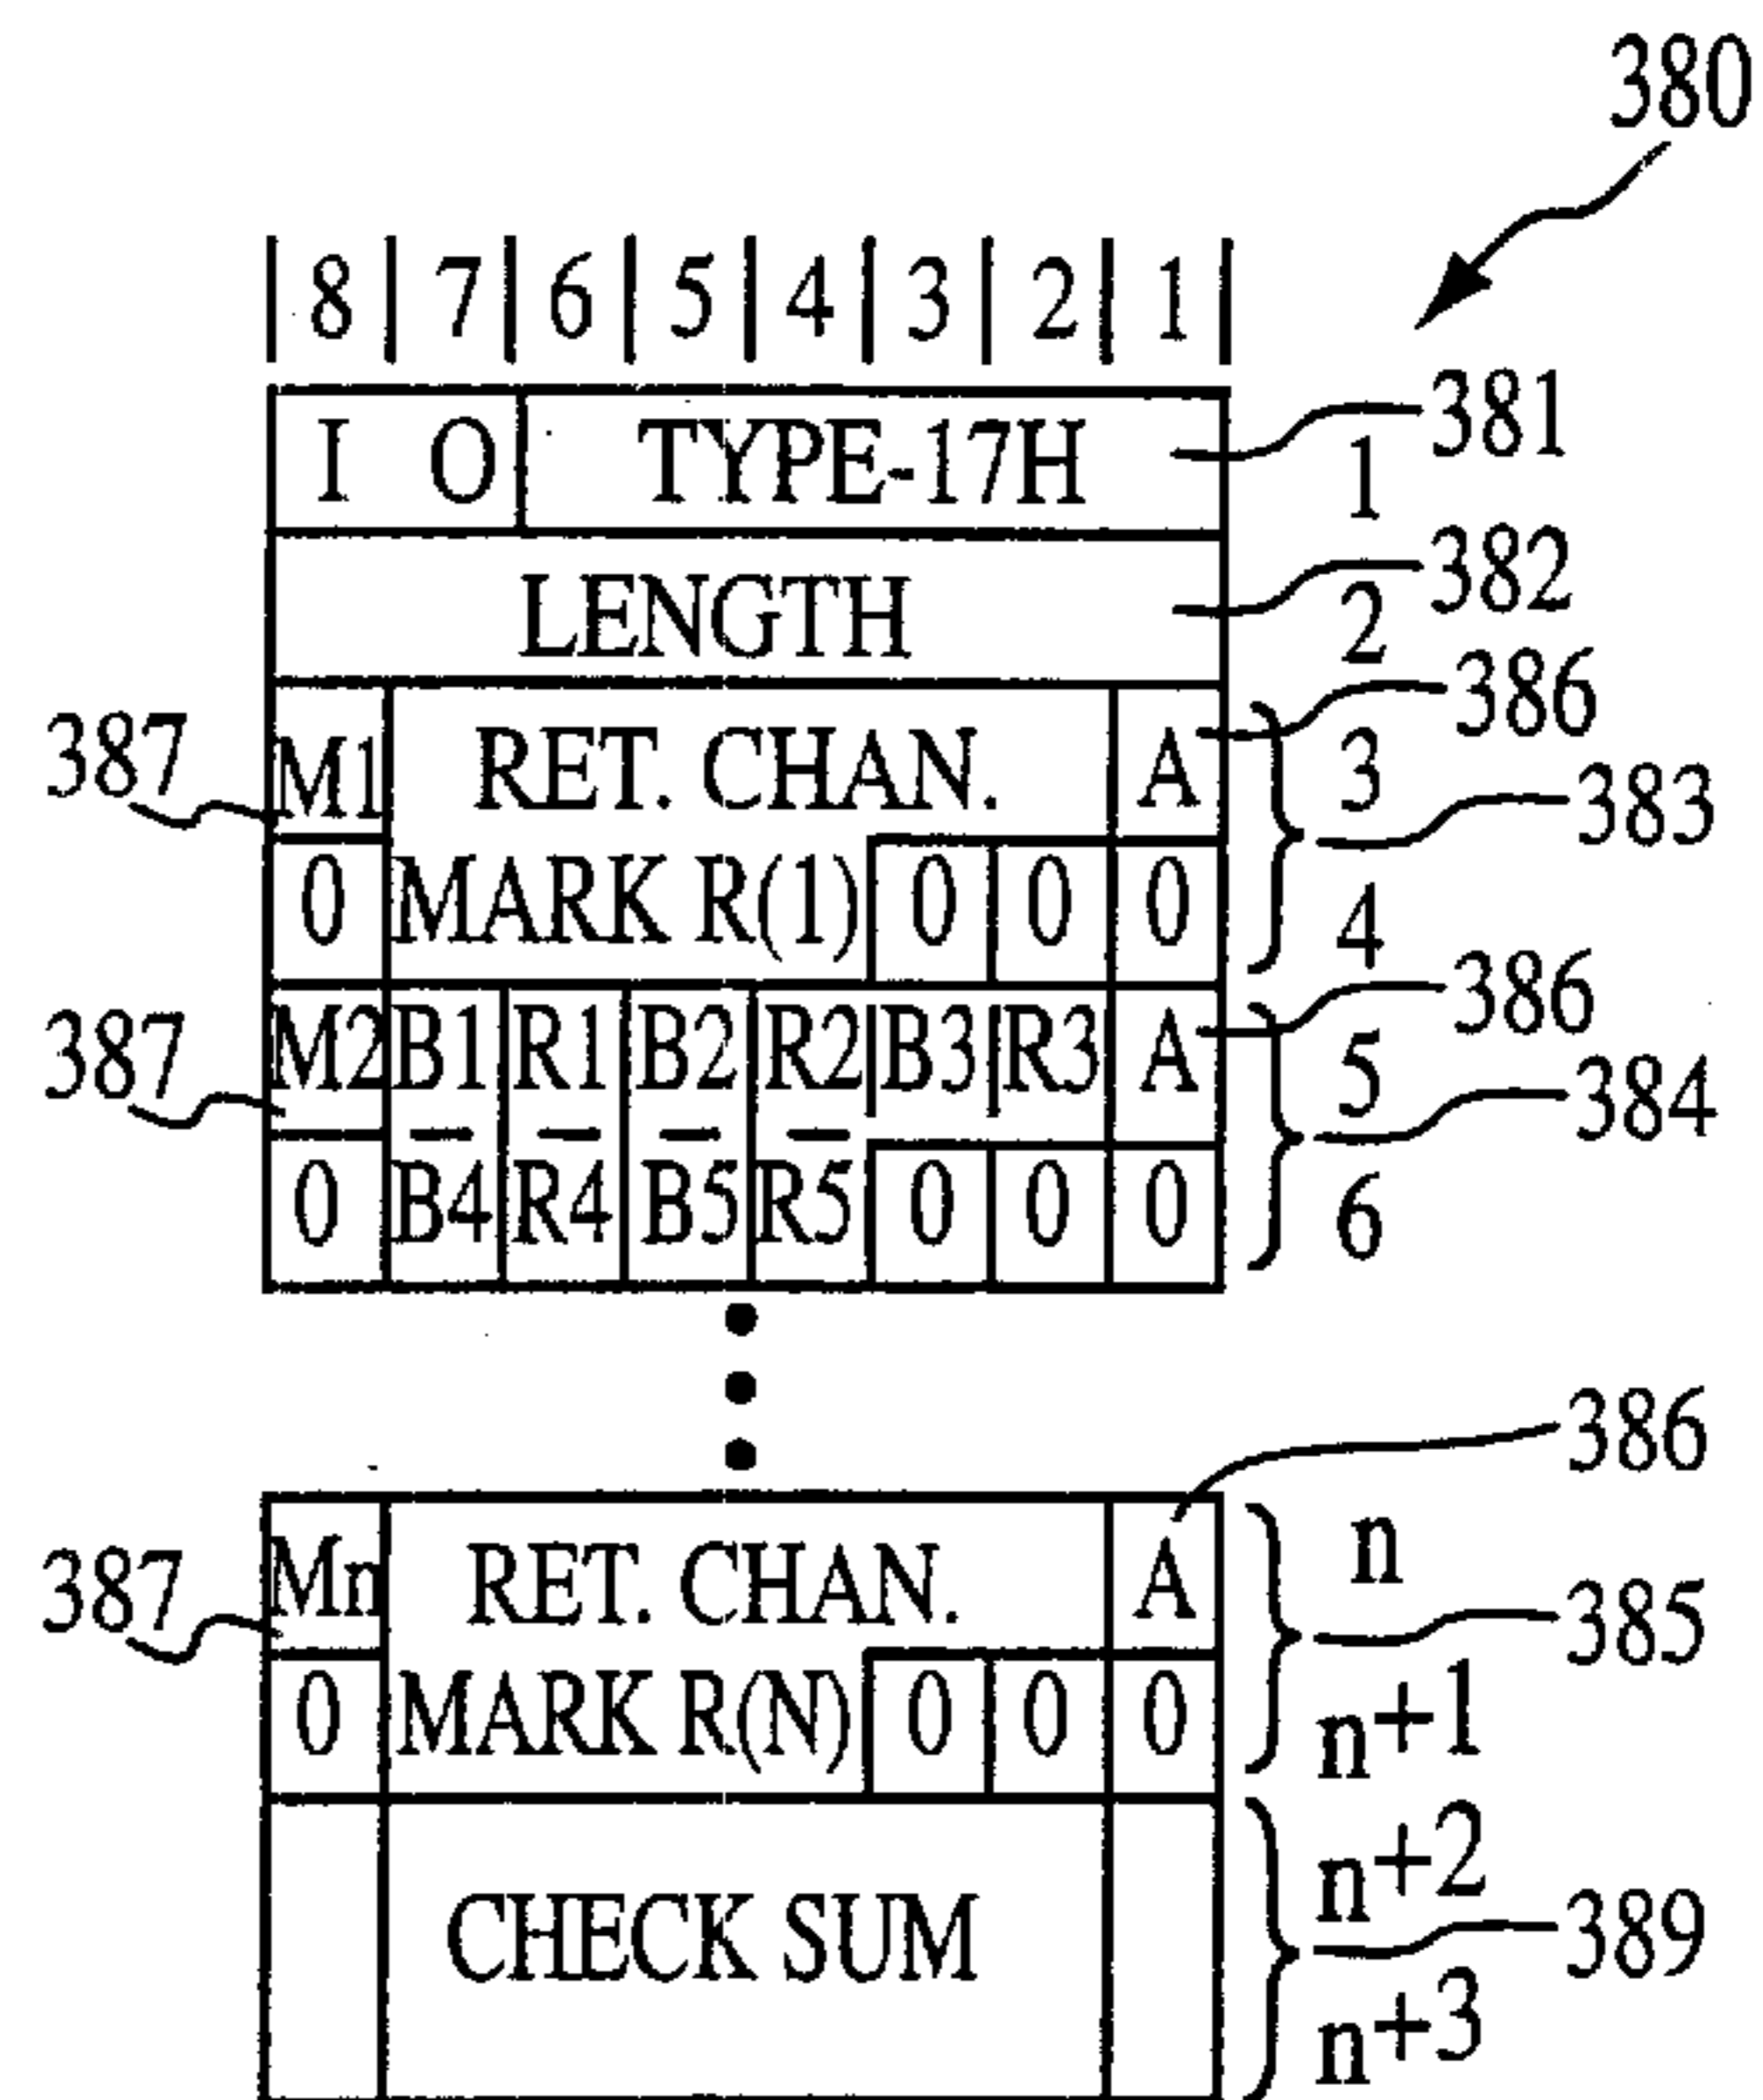 380
8 7 6 5 4 3 2 1
I O TYPE-17H 381
1
LENGTH 382
2
387 M1 RET. CHAN. A 386
3
383
0 MARK R(1) 0 0 0 4
387 M2 B1 R1 B2 R2 B3 R3 A 386
5
384
0 B4 R4 B5 R5 0 0 0 6
386
387 Mn RET. CHAN. A n
385
0 MARK R(N) 0 0 0 n+1
n+2
CHECK SUM 389
n+3